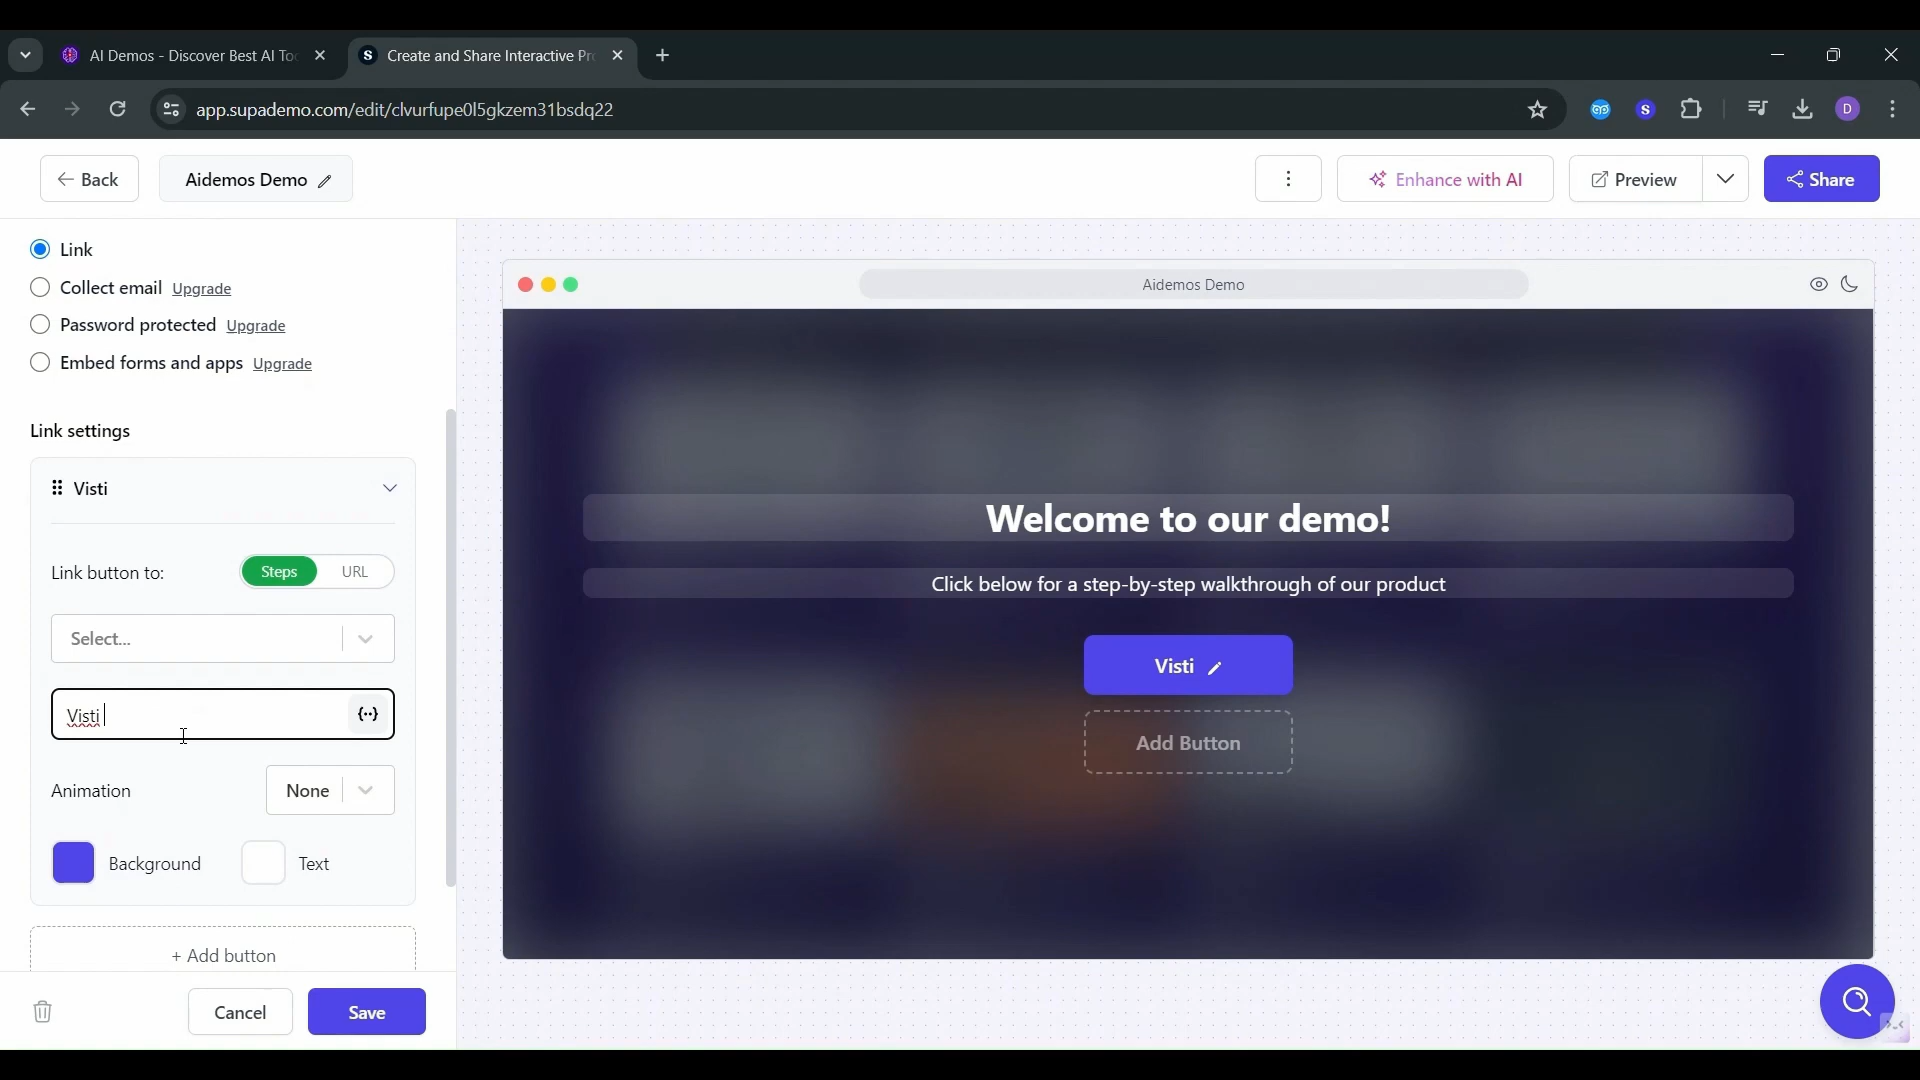 AI Demos - Discover Best AI Too
S Create and Share Interactive Pr
app.supademo.com/edit/clvurfupe0l5gkzem31bsdq22
S
D
← Back
Aidemos Demo
Enhance with AI
Preview
Share
Link
Collect email Upgrade
Password protected Upgrade
Embed forms and apps Upgrade
Link settings
Visti
Link button to: Steps URL
Select...
Visti
{··}
Animation None
Background Text
+ Add button
Cancel Save
Aidemos Demo
Welcome to our demo!
Click below for a step-by-step walkthrough of our product
Visti
Add Button